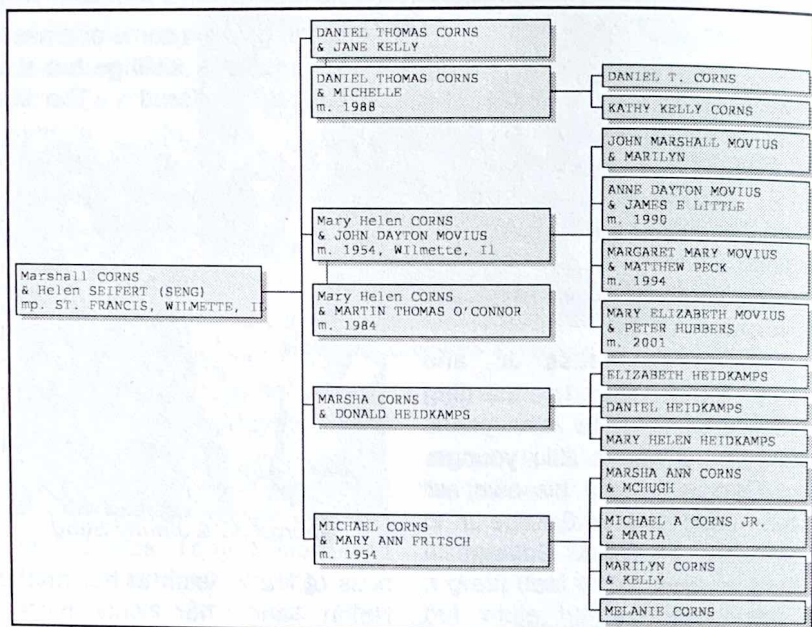 Marshall CORNS
& Helen SEIFERT (SENG)
mp. ST. FRANCIS, WILMETTE, I
DANIEL THOMAS CORNS
& JANE KELLY
DANIEL THOMAS CORNS
& MICHELLE
m. 1988
Mary Helen CORNS
& JOHN DAYTON MOVIUS
m. 1954, Wilmette, Il
Mary Helen CORNS
& MARTIN THOMAS O'CONNOR
m. 1984
MARSHA CORNS
& DONALD HEIDKAMPS
MICHAEL CORNS
& MARY ANN FRITSCH
m. 1954
DANIEL T. CORNS
KATHY KELLY CORNS
JOHN MARSHALL MOVIUS
& MARILYN
ANNE DAYTON MOVIUS
& JAMES E LITTLE
m. 1990
MARGARET MARY MOVIUS
& MATTHEW PECK
m. 1994
MARY ELIZABETH MOVIUS
& PETER HUBBERS
m. 2001
ELIZABETH HEIDKAMPS
DANIEL HEIDKAMPS
MARY HELEN HEIDKAMPS
MARSHA ANN CORNS
& MCHUGH
MICHAEL A CORNS JR.
& MARIA
MARILYN CORNS
& KELLY
MELANIE CORNS